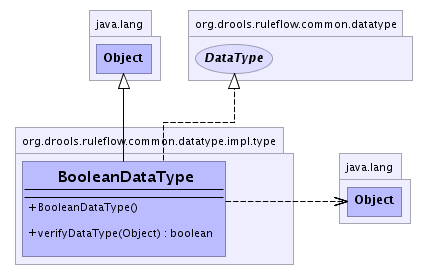 java.lang
Object
org.drools.ruleflow.common.datatype
DataType
org.drools.ruleflow.common.datatype.impl.type
BooleanDataType
+BooleanDataType()
+verifyDataType(Object) : boolean
java.lang
Object